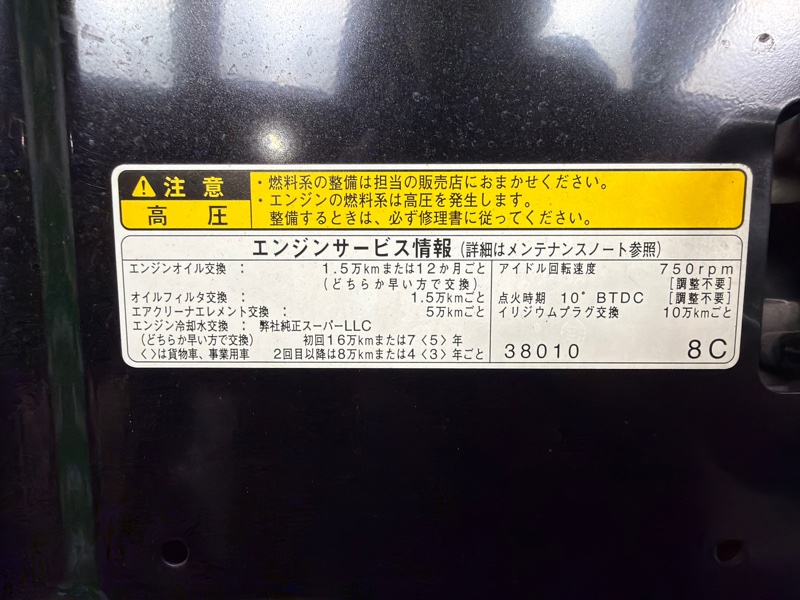 注意
高圧
・燃料系の整備は担当の販売店におまかせください。
・エンジンの燃料系は高圧を発生します。
整備するときは、必ず修理書に従ってください。
エンジンサービス情報(詳細はメンテナンスノート参照)
エンジンオイル交換 : 1.5万kmまたは12か月ごと
(どちらか早い方で交換)
オイルフィルタ交換 : 1.5万kmごと
エアクリーナエレメント交換 : 5万kmごと
エンジン冷却水交換 : 弊社純正スーパーLLC
(どちらか早い方で交換) 初回16万kmまたは7〈5〉年
〈 〉は貨物車、事業用車 2回目以降は8万kmまたは4〈3〉年ごと
アイドル回転速度 750rpm
[調整不要]
点火時期 10°BTDC [調整不要]
イリジウムプラグ交換 10万kmごと
38010 8C